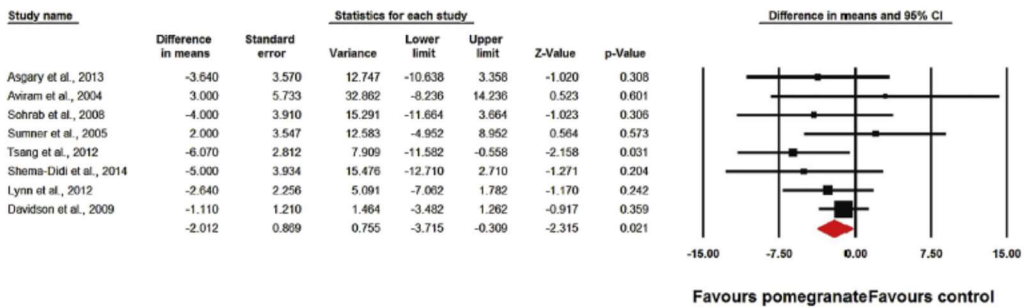 Study name Statistics for each study Difference in means and 95% CI
Difference in means Standard error Variance Lower limit Upper limit Z-Value p-Value
Asgary et al., 2013 -3.640 3.570 12.747 -10.638 3.358 -1.020 0.308
Aviram et al., 2004 3.000 5.733 32.862 -8.236 14.236 0.523 0.601
Sohrab et al., 2008 -4.000 3.910 15.291 -11.664 3.664 -1.023 0.306
Sumner et al., 2005 2.000 3.547 12.583 -4.952 8.952 0.564 0.573
Tsang et al., 2012 -6.070 2.812 7.909 -11.582 -0.558 -2.158 0.031
Shema-Didi et al., 2014 -5.000 3.934 15.476 -12.710 2.710 -1.271 0.204
Lynn et al., 2012 -2.640 2.256 5.091 -7.062 1.782 -1.170 0.242
Davidson et al., 2009 -1.110 1.210 1.464 -3.482 1.262 -0.917 0.359
-2.012 0.869 0.755 -3.715 -0.309 -2.315 0.021
-15.00 -7.50 0.00 7.50 15.00
Favours pomegranateFavours control